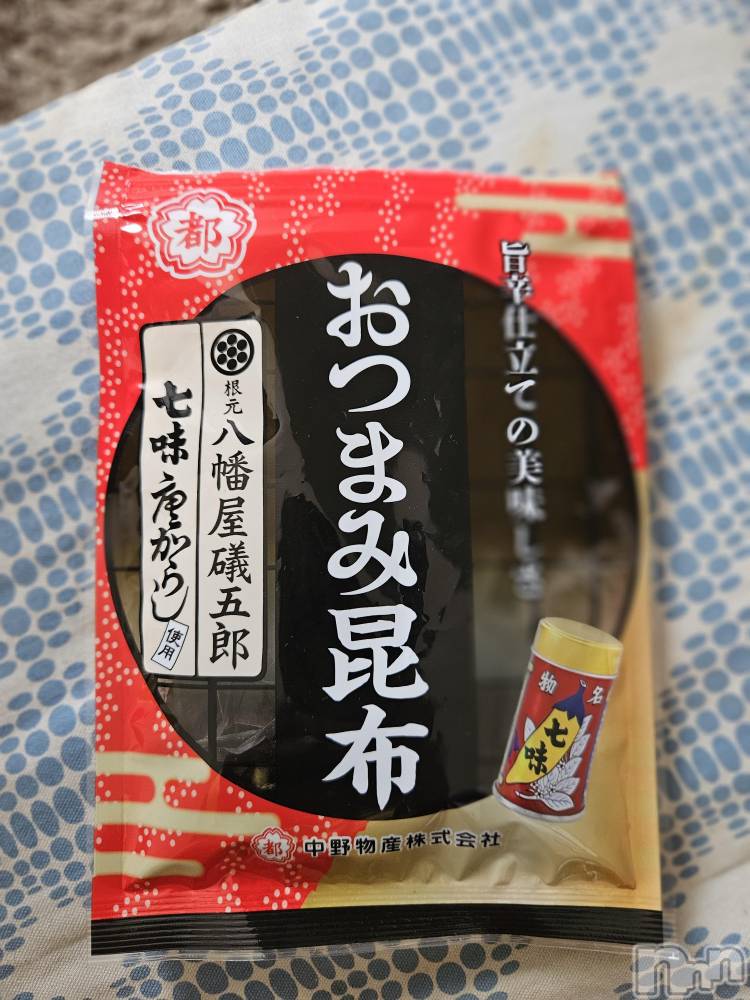 都
旨辛仕立ての美味しさ
おつまみ昆布
根元 八幡屋礒五郎
七味唐がらし
使用
名物
七味
都 中野物産株式会社